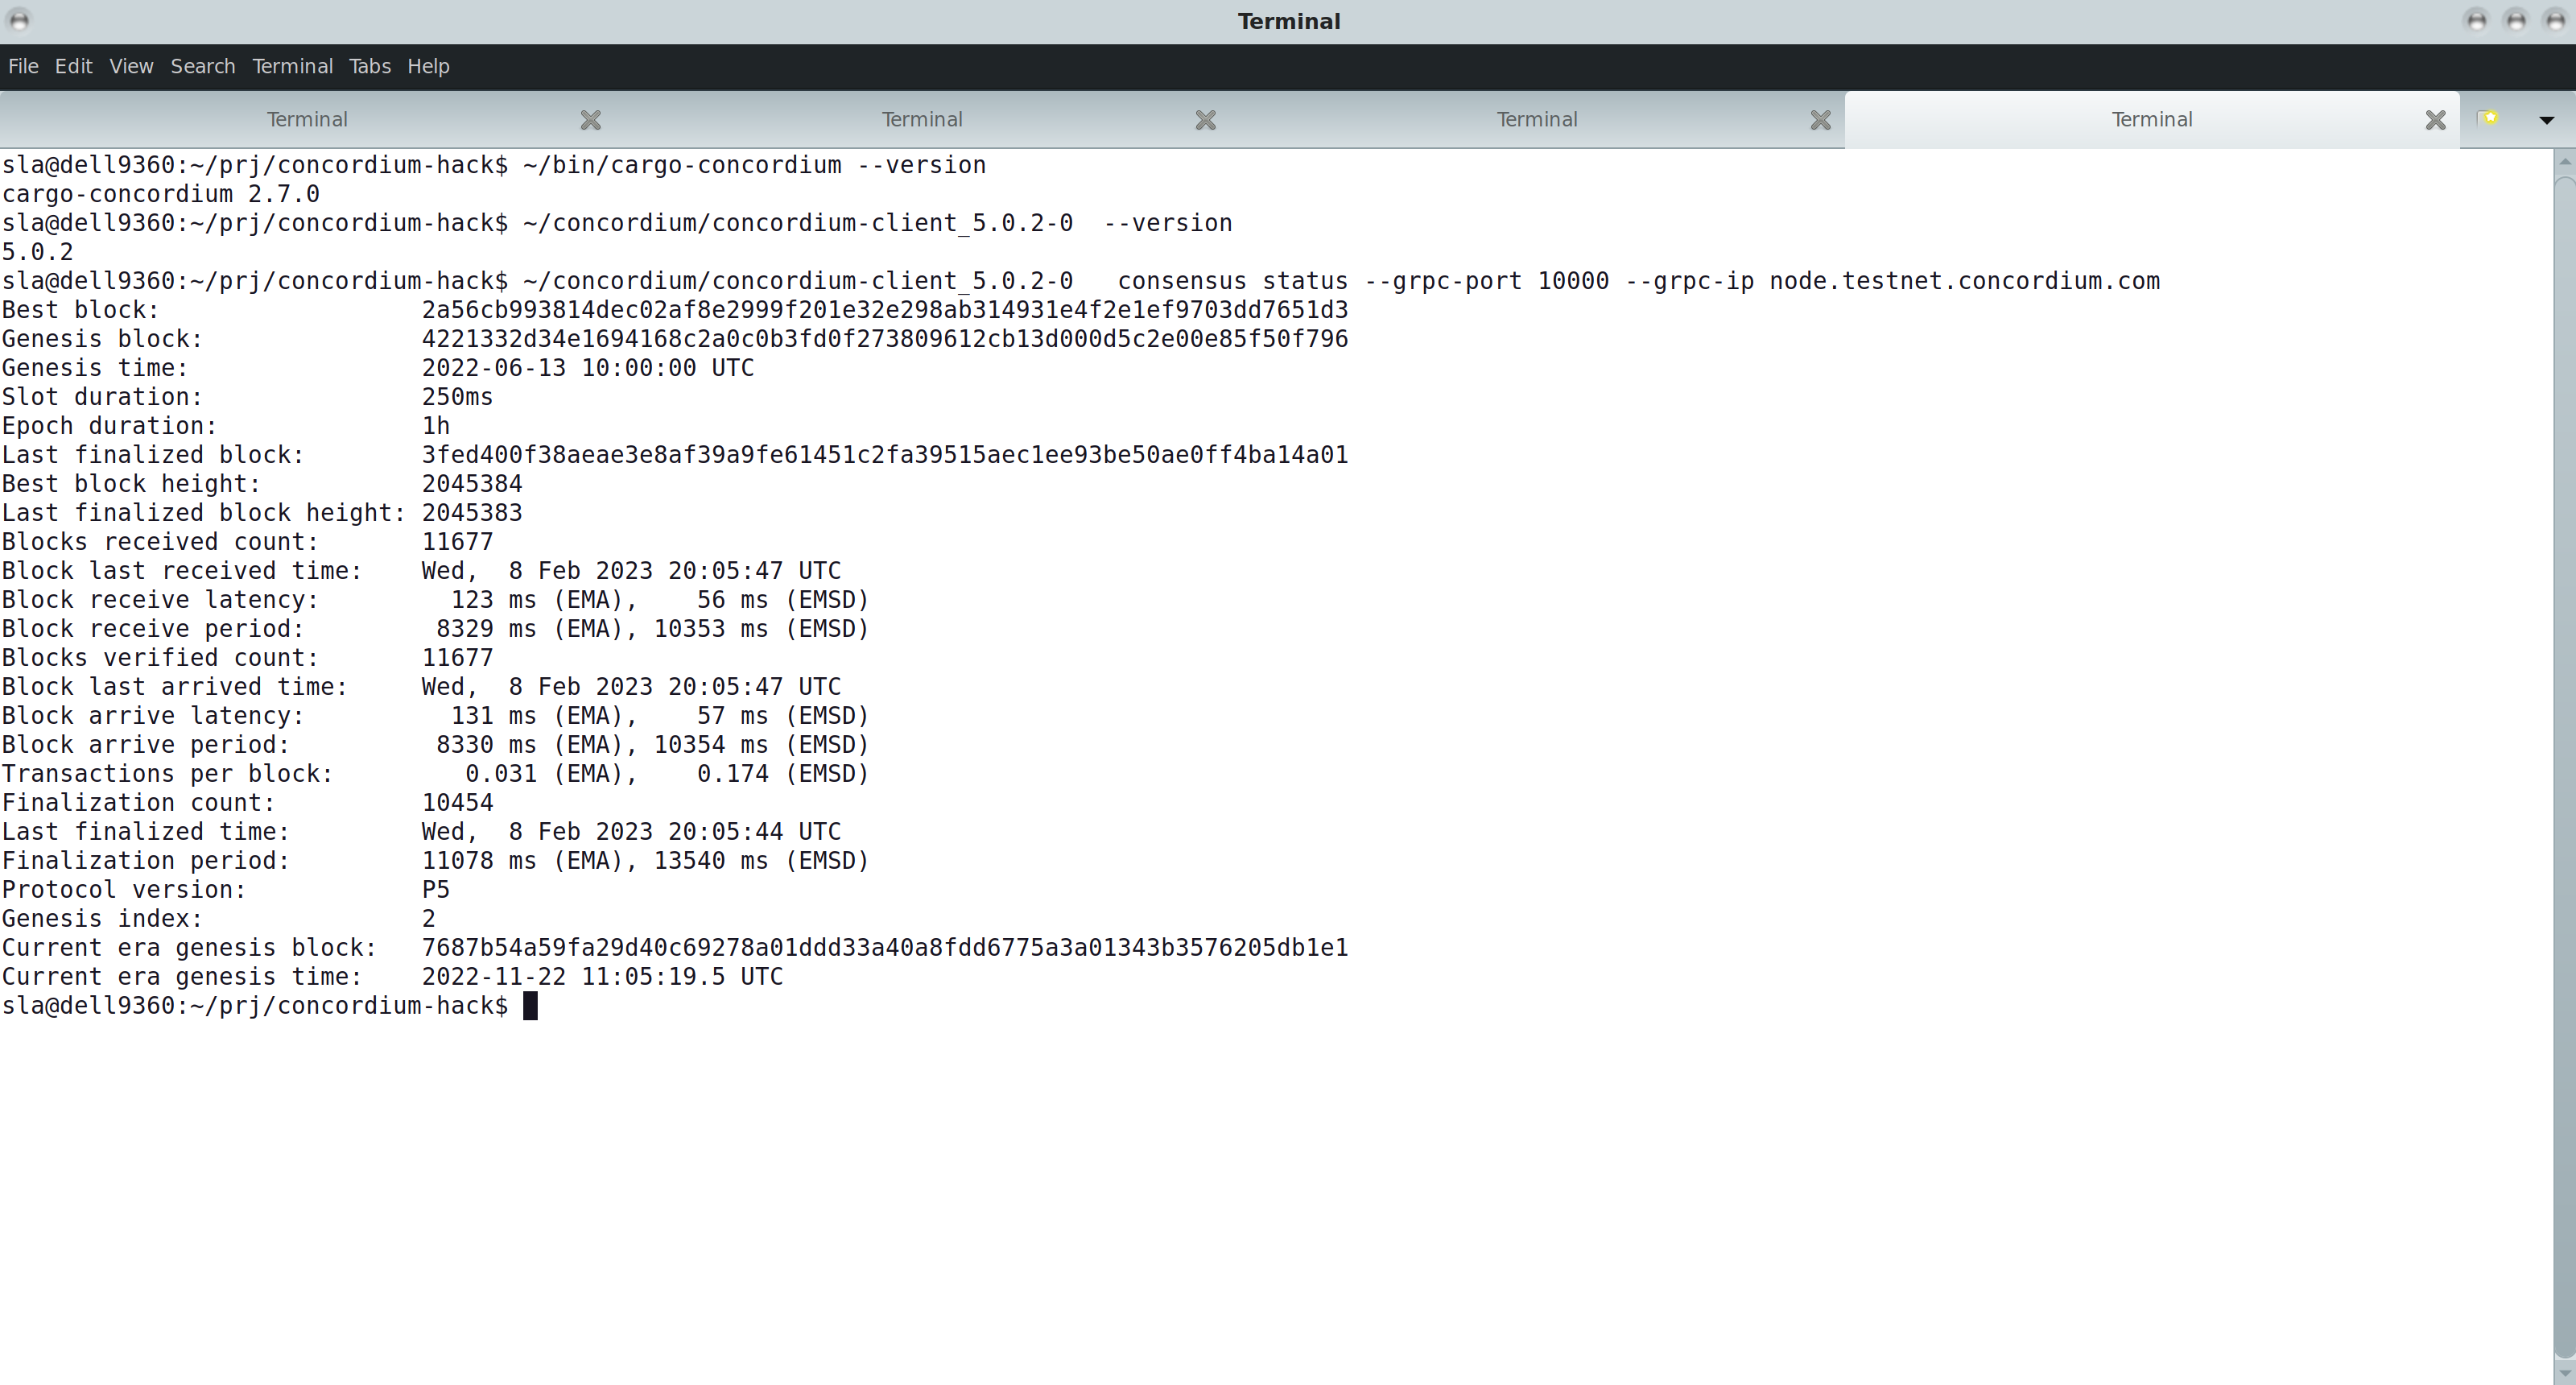 Terminal
File Edit View Search Terminal Tabs Help
Terminal Terminal Terminal Terminal
sla@dell9360:~/prj/concordium-hack$ ~/bin/cargo-concordium --version
cargo-concordium 2.7.0
sla@dell9360:~/prj/concordium-hack$ ~/concordium/concordium-client_5.0.2-0  --version
5.0.2
sla@dell9360:~/prj/concordium-hack$ ~/concordium/concordium-client_5.0.2-0   consensus status --grpc-port 10000 --grpc-ip node.testnet.concordium.com
Best block:                  2a56cb993814dec02af8e2999f201e32e298ab314931e4f2e1ef9703dd7651d3
Genesis block:               4221332d34e1694168c2a0c0b3fd0f273809612cb13d000d5c2e00e85f50f796
Genesis time:                2022-06-13 10:00:00 UTC
Slot duration:               250ms
Epoch duration:              1h
Last finalized block:        3fed400f38aeae3e8af39a9fe61451c2fa39515aec1ee93be50ae0ff4ba14a01
Best block height:           2045384
Last finalized block height: 2045383
Blocks received count:       11677
Block last received time:    Wed,  8 Feb 2023 20:05:47 UTC
Block receive latency:         123 ms (EMA),    56 ms (EMSD)
Block receive period:         8329 ms (EMA), 10353 ms (EMSD)
Blocks verified count:       11677
Block last arrived time:     Wed,  8 Feb 2023 20:05:47 UTC
Block arrive latency:          131 ms (EMA),    57 ms (EMSD)
Block arrive period:          8330 ms (EMA), 10354 ms (EMSD)
Transactions per block:         0.031 (EMA),    0.174 (EMSD)
Finalization count:          10454
Last finalized time:         Wed,  8 Feb 2023 20:05:44 UTC
Finalization period:         11078 ms (EMA), 13540 ms (EMSD)
Protocol version:            P5
Genesis index:               2
Current era genesis block:   7687b54a59fa29d40c69278a01ddd33a40a8fdd6775a3a01343b3576205db1e1
Current era genesis time:    2022-11-22 11:05:19.5 UTC
sla@dell9360:~/prj/concordium-hack$